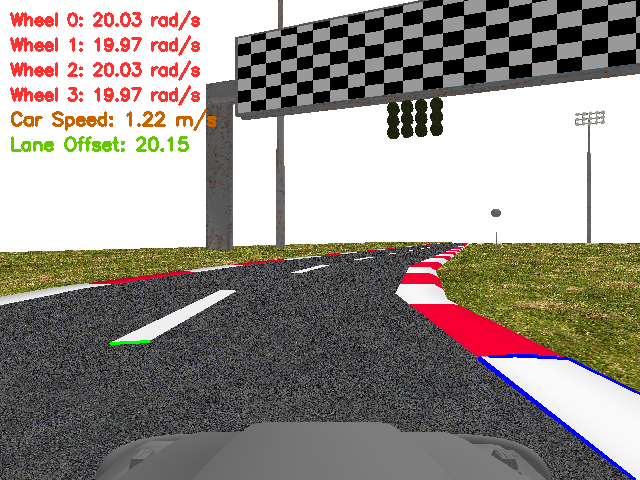 Wheel 0: 20.03 rad/s
Wheel 1: 19.97 rad/s
Wheel 2: 20.03 rad/s
Wheel 3: 19.97 rad/s
Car Speed: 1.22 m/s
Lane Offset: 20.15